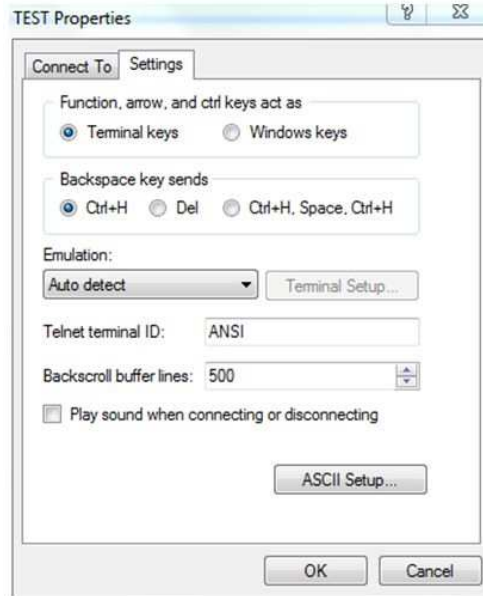 TEST Properties
Connect To Settings
Function, arrow, and ctrl keys act as
Terminal keys Windows keys
Backspace key sends
Ctrl+H Del Ctrl+H, Space, Ctrl+H
Emulation:
Auto detect Terminal Setup...
Telnet terminal ID: ANSI
Backscroll buffer lines: 500
Play sound when connecting or disconnecting
ASCII Setup...
OK Cancel